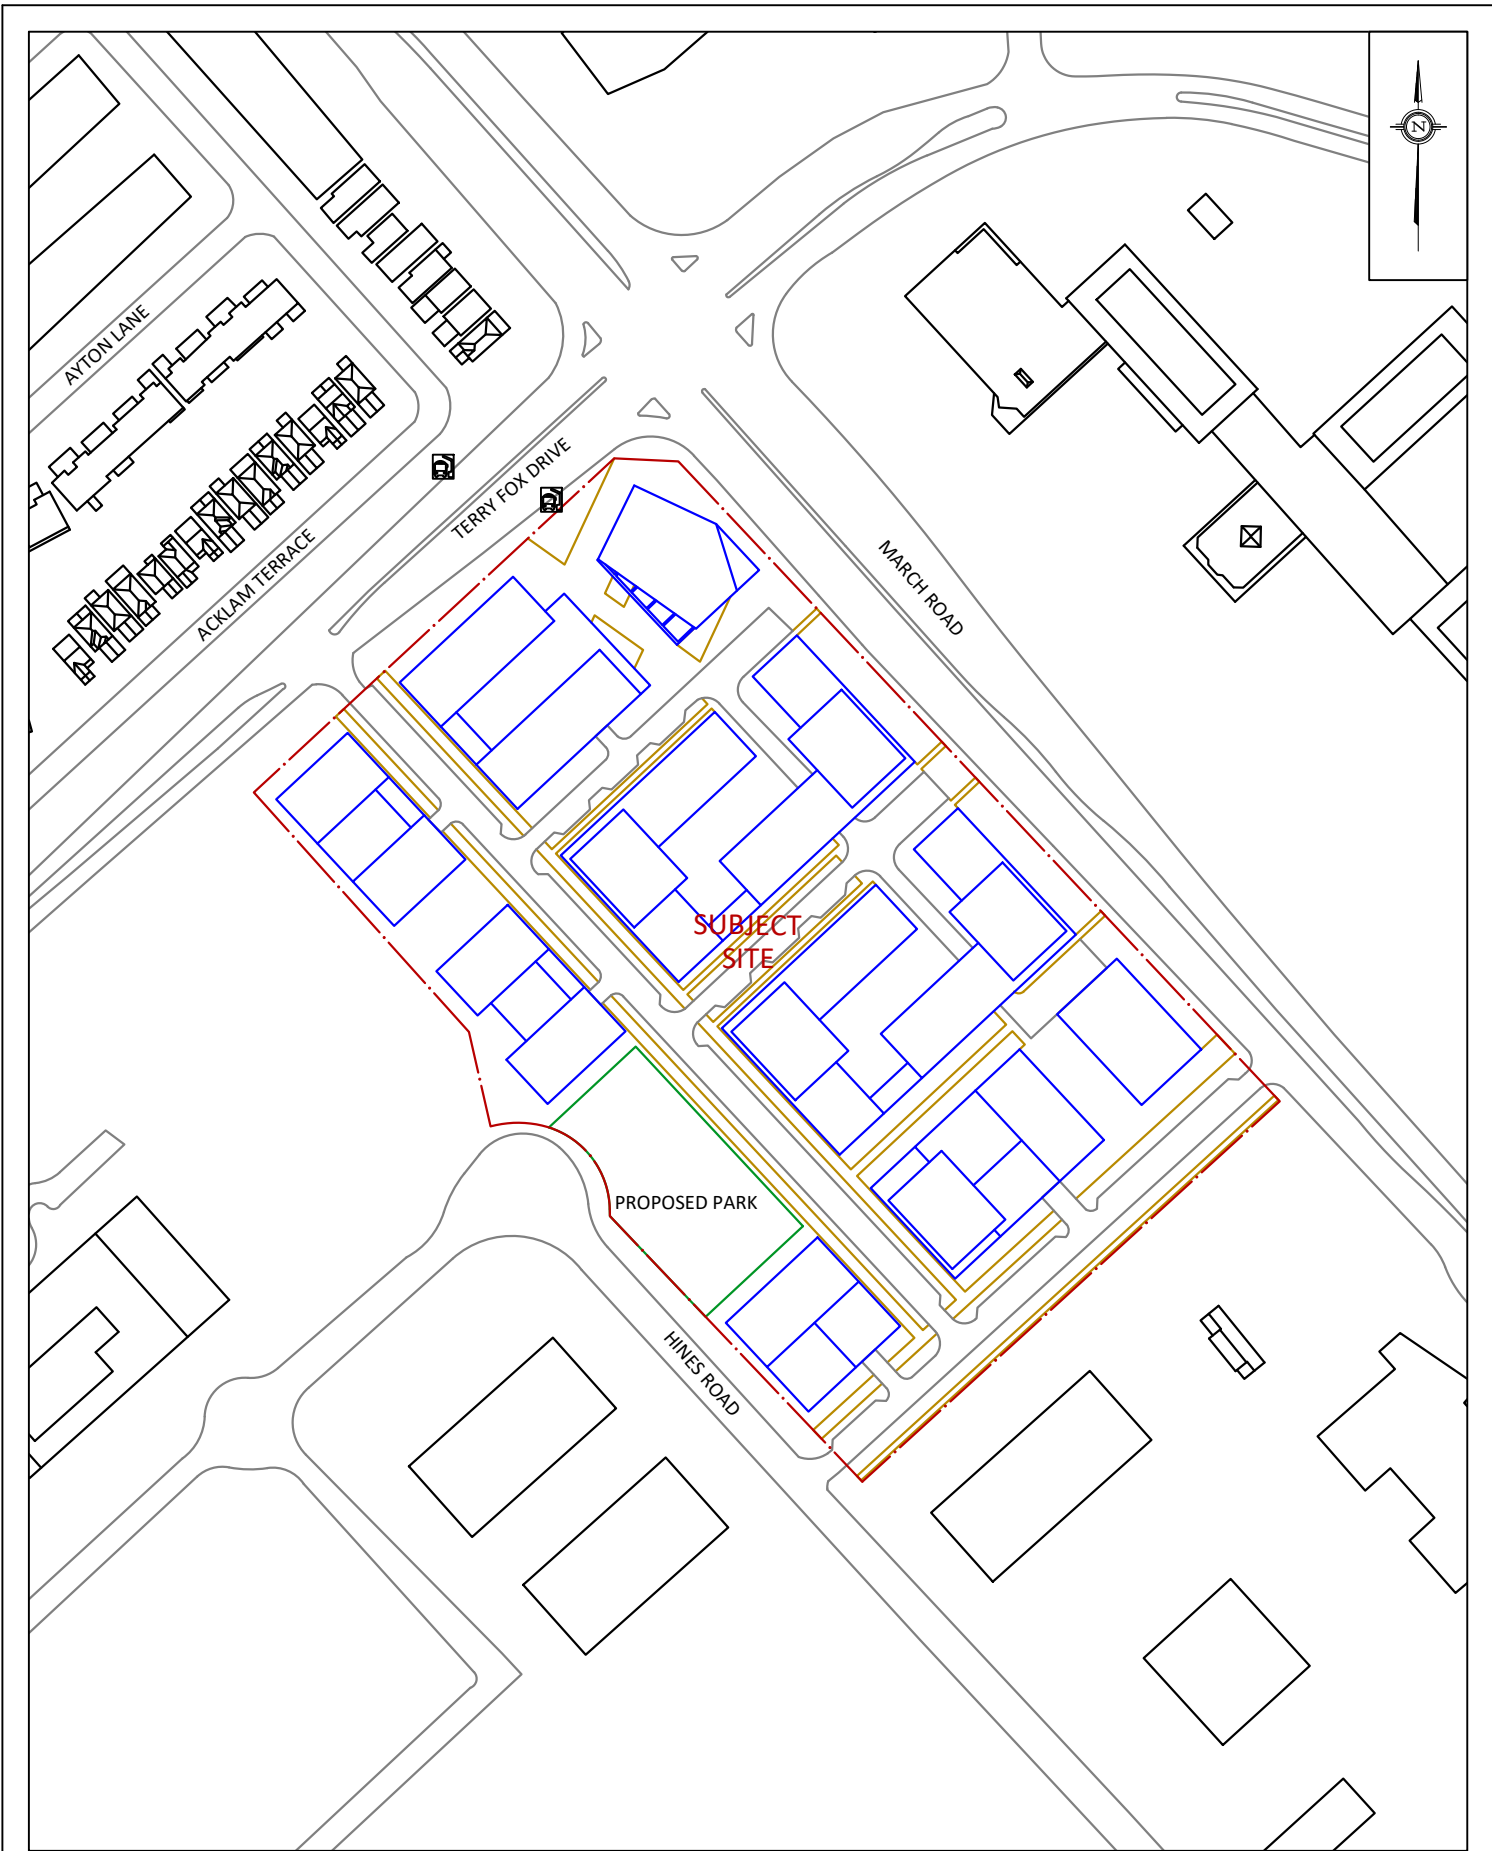 N
AYTON LANE
TERRY FOX DRIVE
ACKLAM TERRACE
MARCH ROAD
SUBJECT
SITE
PROPOSED PARK
HINES ROAD